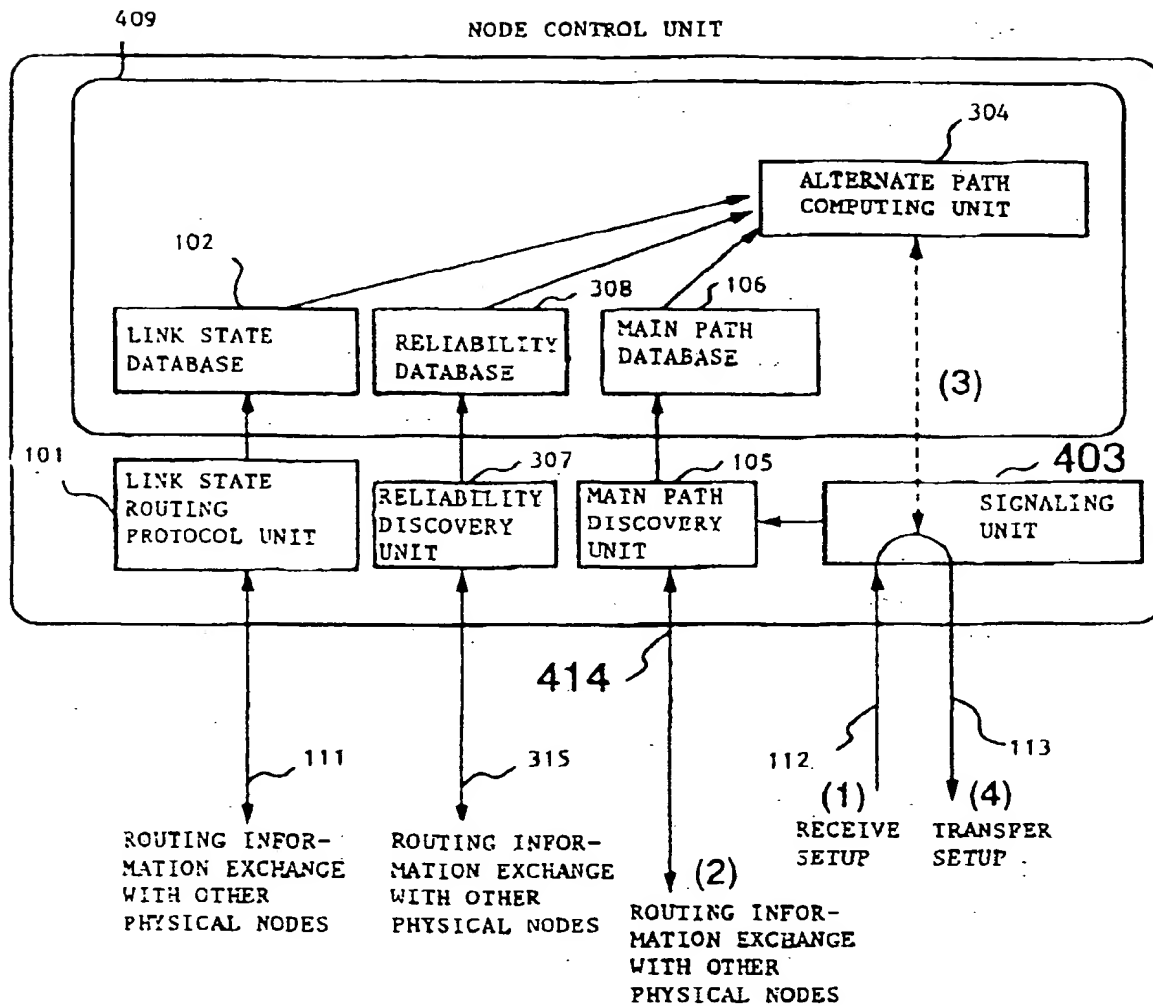 409
NODE CONTROL UNIT
304
ALTERNATE PATH
COMPUTING UNIT
102
308
106
LINK STATE
DATABASE
RELIABILITY
DATABASE
MAIN PATH
DATABASE
(3)
101
307
105
403
LINK STATE
ROUTING
PROTOCOL UNIT
RELIABILITY
DISCOVERY
UNIT
MAIN PATH
DISCOVERY
UNIT
SIGNALING
UNIT
414
111
315
112
113
(1)
RECEIVE
SETUP
(4)
TRANSFER
SETUP
ROUTING INFOR-
MATION EXCHANGE
WITH OTHER
PHYSICAL NODES
ROUTING INFOR-
MATION EXCHANGE
WITH OTHER
PHYSICAL NODES
(2)
ROUTING INFOR-
MATION EXCHANGE
WITH OTHER
PHYSICAL NODES